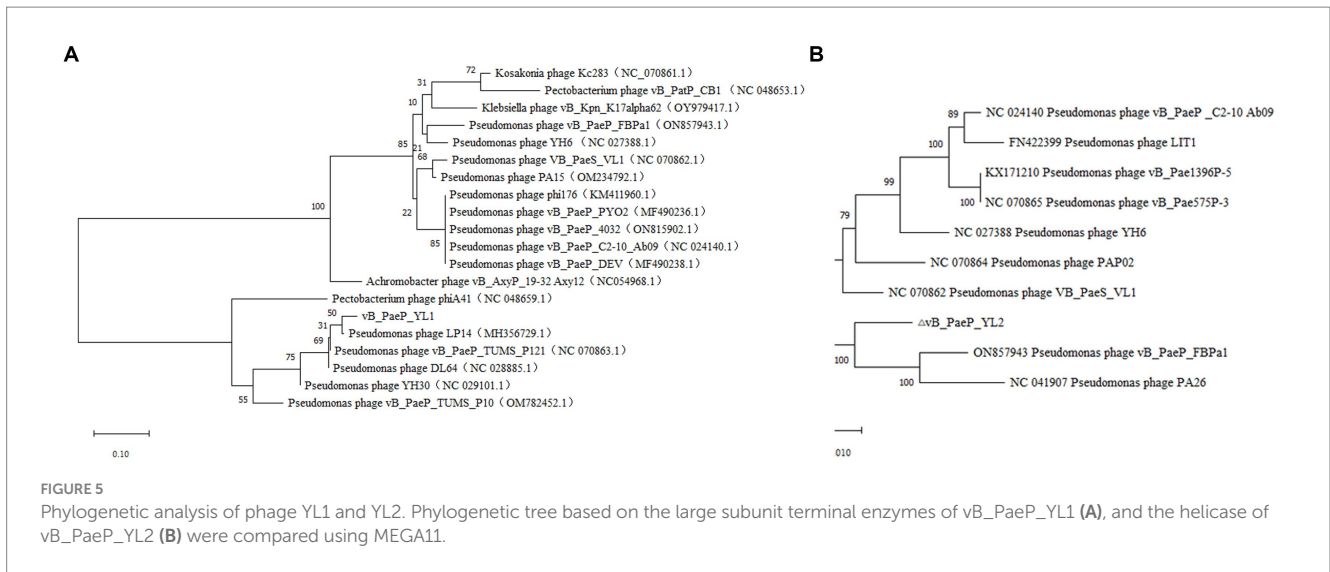 A
72
Kosakonia phage Kc283（NC_070861.1）
31
Pectobacterium phage vB_PatP_CB1（NC 048653.1）
10
Klebsiella phage vB_Kpn_K17alpha62（OY979417.1）
Pseudomonas phage vB_PaeP_FBPa1（ON857943.1）
85
21
Pseudomonas phage YH6（NC 027388.1）
68
Pseudomonas phage VB_PaeS_VL1（NC 070862.1）
Pseudomonas phage PA15（OM234792.1）
Pseudomonas phage phi176（KM411960.1）
100
22
Pseudomonas phage vB_PaeP_PYO2（MF490236.1）
Pseudomonas phage vB_PaeP_4032（ON815902.1）
85
Pseudomonas phage vB_PaeP_C2-10_Ab09（NC 024140.1）
Pseudomonas phage vB_PaeP_DEV（MF490238.1）
Achromobacter phage vB_AxyP_19-32 Axy12（NC054968.1）
Pectobacterium phage phiA41（NC 048659.1）
50
vB_PaeP_YL1
31
Pseudomonas phage LP14（MH356729.1）
69
Pseudomonas phage vB_PaeP_TUMS_P121（NC 070863.1）
75
Pseudomonas phage DL64（NC 028885.1）
Pseudomonas phage YH30（NC 029101.1）
55
Pseudomonas phage vB_PaeP_TUMS_P10（OM782452.1）
0.10
B
89
NC 024140 Pseudomonas phage vB_PaeP _C2-10 Ab09
100
FN422399 Pseudomonas phage LIT1
KX171210 Pseudomonas phage vB_Pae1396P-5
99
100
NC 070865 Pseudomonas phage vB_Pae575P-3
79
NC 027388 Pseudomonas phage YH6
NC 070864 Pseudomonas phage PAP02
NC 070862 Pseudomonas phage VB_PaeS_VL1
△vB_PaeP_YL2
100
ON857943 Pseudomonas phage vB_PaeP_FBPa1
100
NC 041907 Pseudomonas phage PA26
010
FIGURE 5
Phylogenetic analysis of phage YL1 and YL2. Phylogenetic tree based on the large subunit terminal enzymes of vB_PaeP_YL1 (A), and the helicase of
vB_PaeP_YL2 (B) were compared using MEGA11.